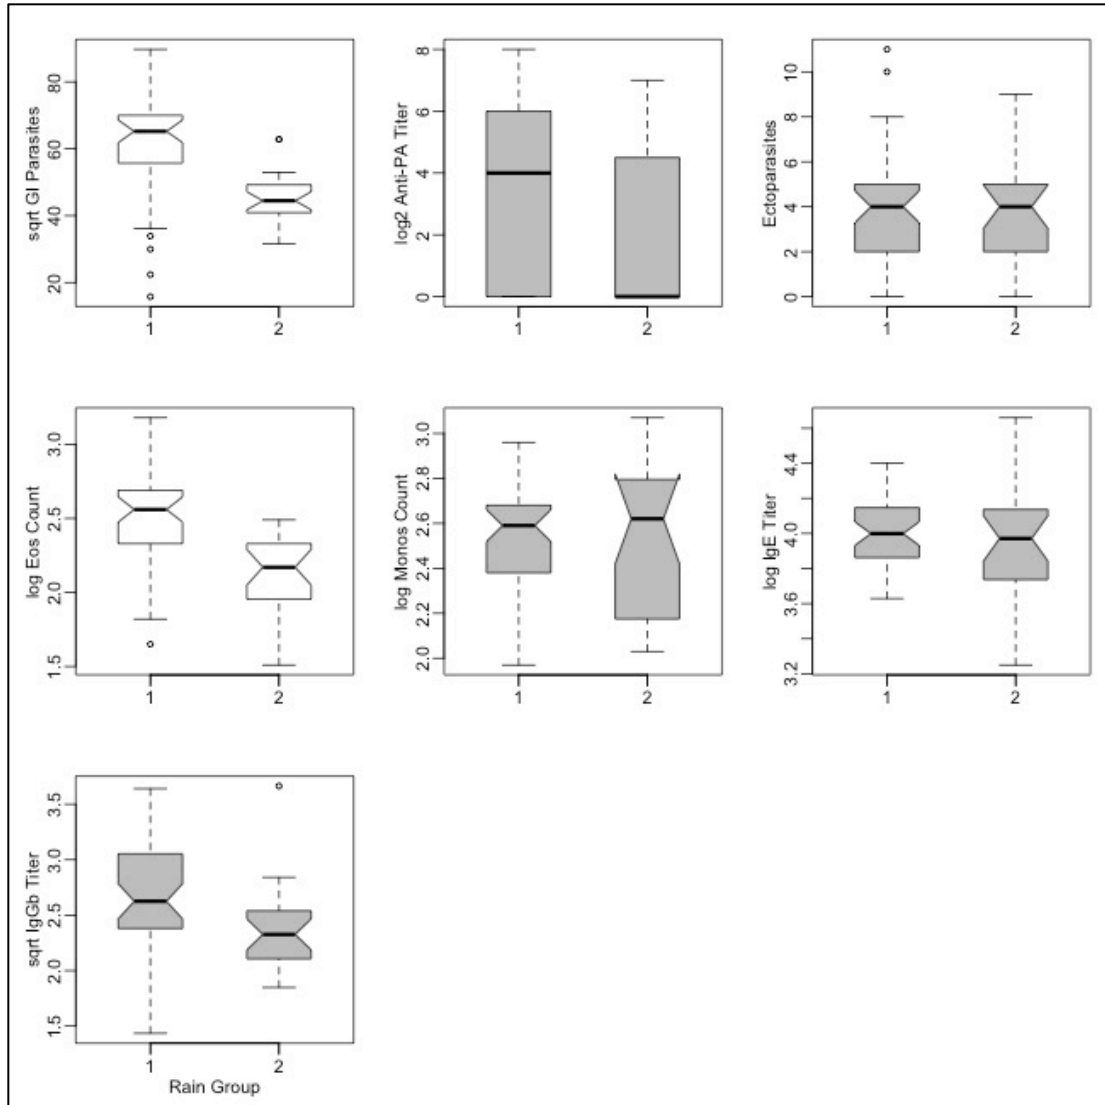 sqrt GI Parasites
20 40 60 80
1 2
log2 Anti-PA Titer
0 2 4 6 8
1 2
Ectoparasites
0 2 4 6 8 10
1 2
log Eos Count
1.5 2.0 2.5 3.0
1 2
log Monos Count
2.0 2.2 2.4 2.6 2.8 3.0
1 2
log IgE Titer
3.2 3.6 4.0 4.4
1 2
sqrt IgGb Titer
1.5 2.0 2.5 3.0 3.5
1 2
Rain Group